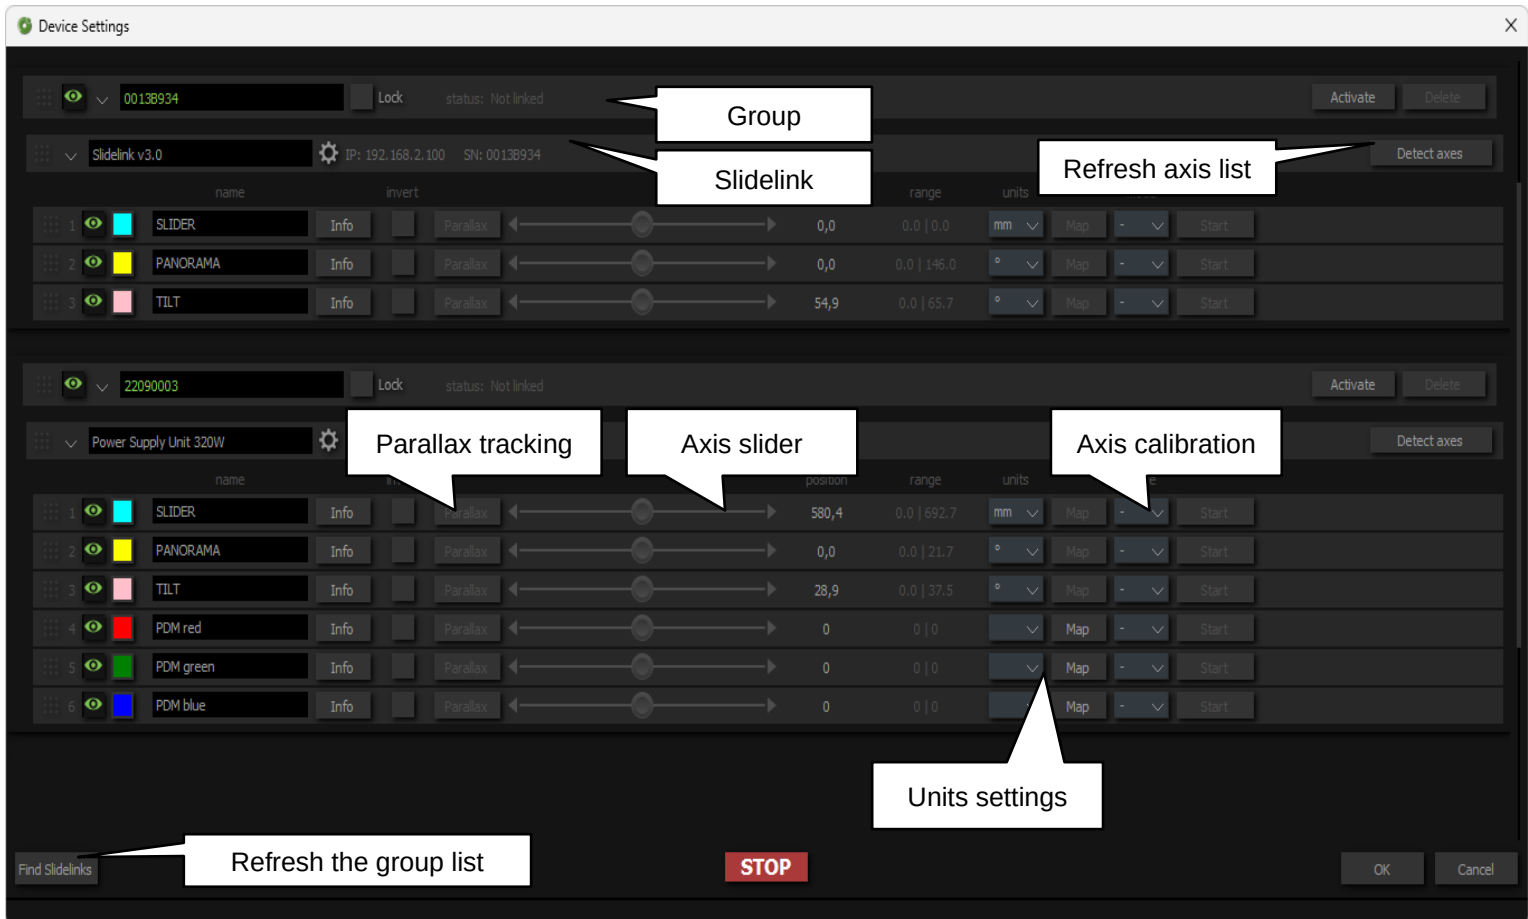 Device Settings
0013B934 Lock status: Not linked Activate Delete
Group
Slidelink v3.0 IP: 192.168.2.100 SN: 0013B934 Detect axes
Slidelink
Refresh axis list
name invert range units
1 SLIDER Info Parallax 0,0 0.0 | 0.0 mm Map - Start
2 PANORAMA Info Parallax 0,0 0.0 | 146.0 ° Map - Start
3 TILT Info Parallax 54,9 0.0 | 65.7 ° Map - Start
22090003 Lock status: Not linked Activate Delete
Power Supply Unit 320W Detect axes
Parallax tracking
Axis slider
Axis calibration
name position range units
1 SLIDER Info Parallax 580,4 0.0 | 692.7 mm Map - Start
2 PANORAMA Info Parallax 0,0 0.0 | 21.7 ° Map - Start
3 TILT Info Parallax 28,9 0.0 | 37.5 ° Map - Start
4 PDM red Info Parallax 0 0 | 0 Map - Start
5 PDM green Info Parallax 0 0 | 0 Map - Start
6 PDM blue Info Parallax 0 0 | 0 Map - Start
Units settings
Refresh the group list
Find Slidelinks STOP OK Cancel